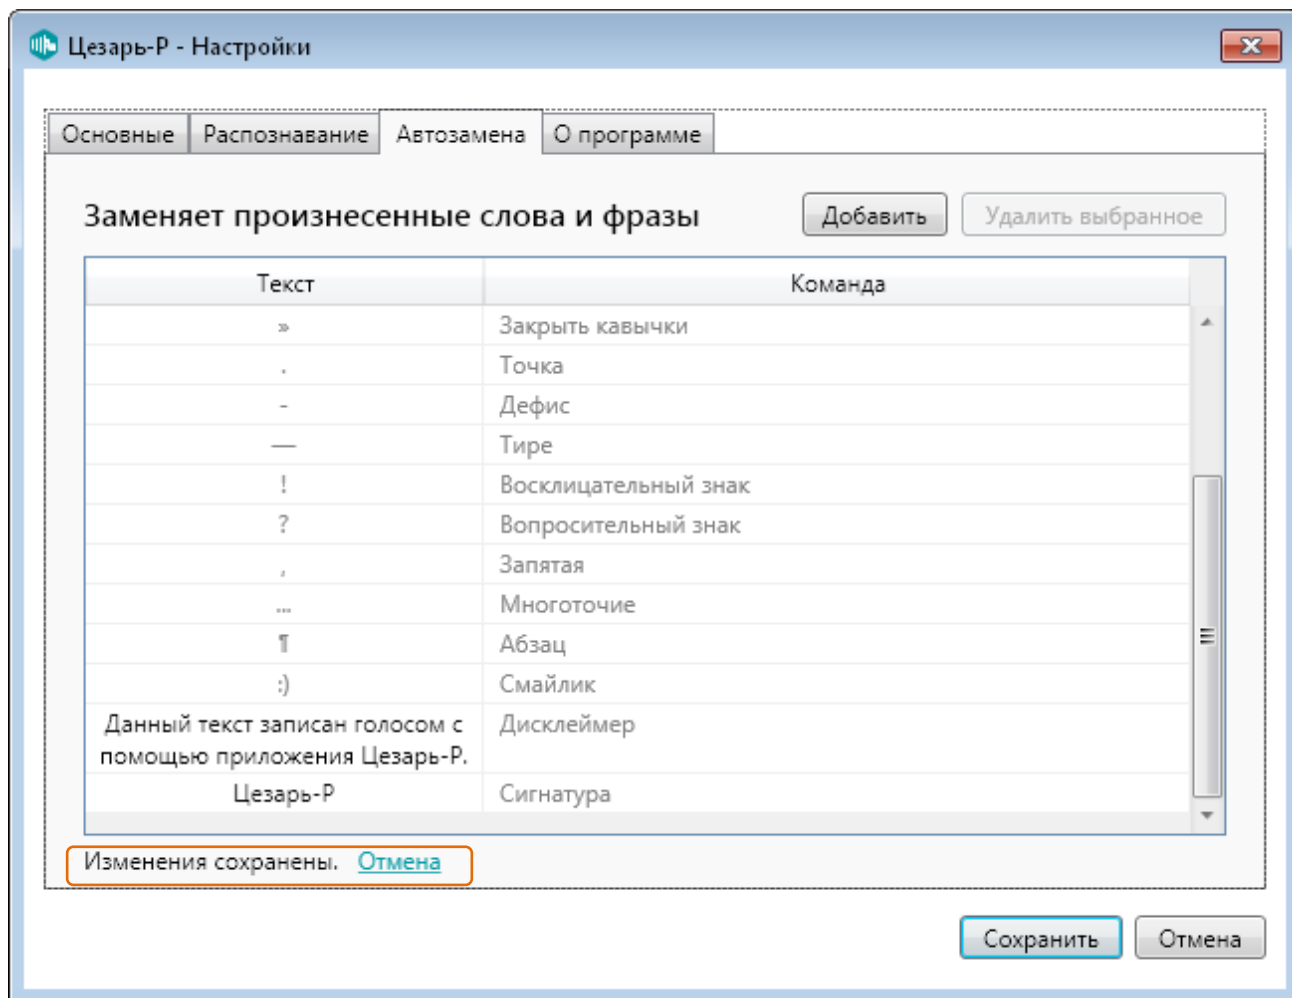 Цезарь-Р - Настройки
Основные Распознавание Автозамена О программе
Заменяет произнесенные слова и фразы Добавить Удалить выбранное
Текст Команда
» Закрыть кавычки
. Точка
- Дефис
— Тире
! Восклицательный знак
? Вопросительный знак
, Запятая
... Многоточие
¶ Абзац
:) Смайлик
Данный текст записан голосом с Дисклеймер
помощью приложения Цезарь-Р.
Цезарь-Р Сигнатура
Изменения сохранены. Отмена
Сохранить Отмена